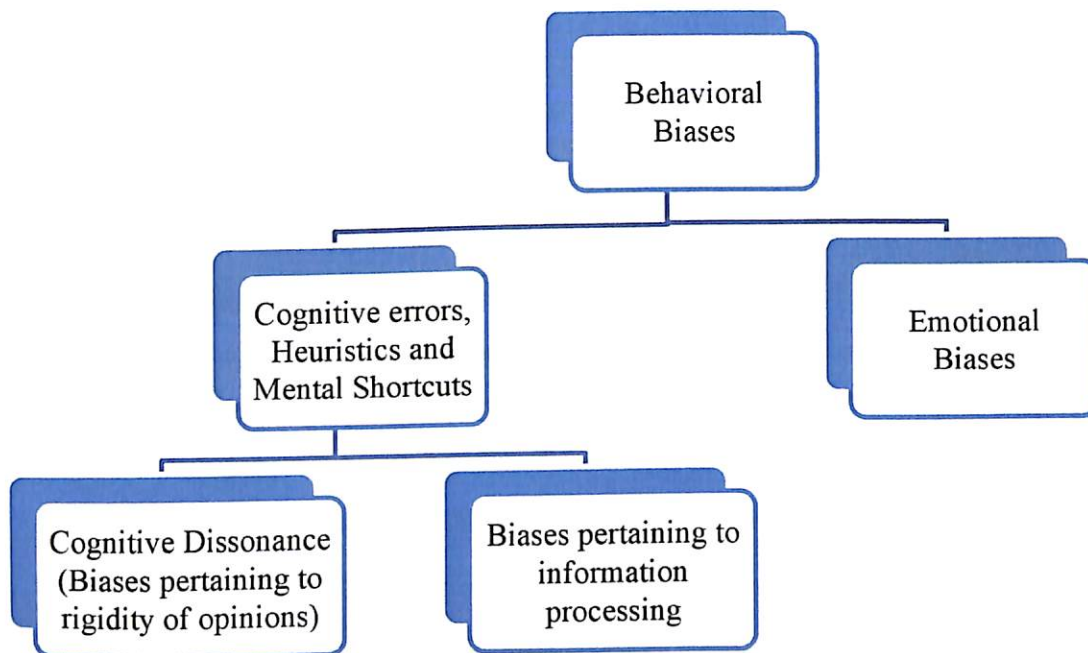 Behavioral
Biases
Cognitive errors,
Heuristics and
Mental Shortcuts
Emotional
Biases
Cognitive Dissonance
(Biases pertaining to
rigidity of opinions)
Biases pertaining to
information
processing